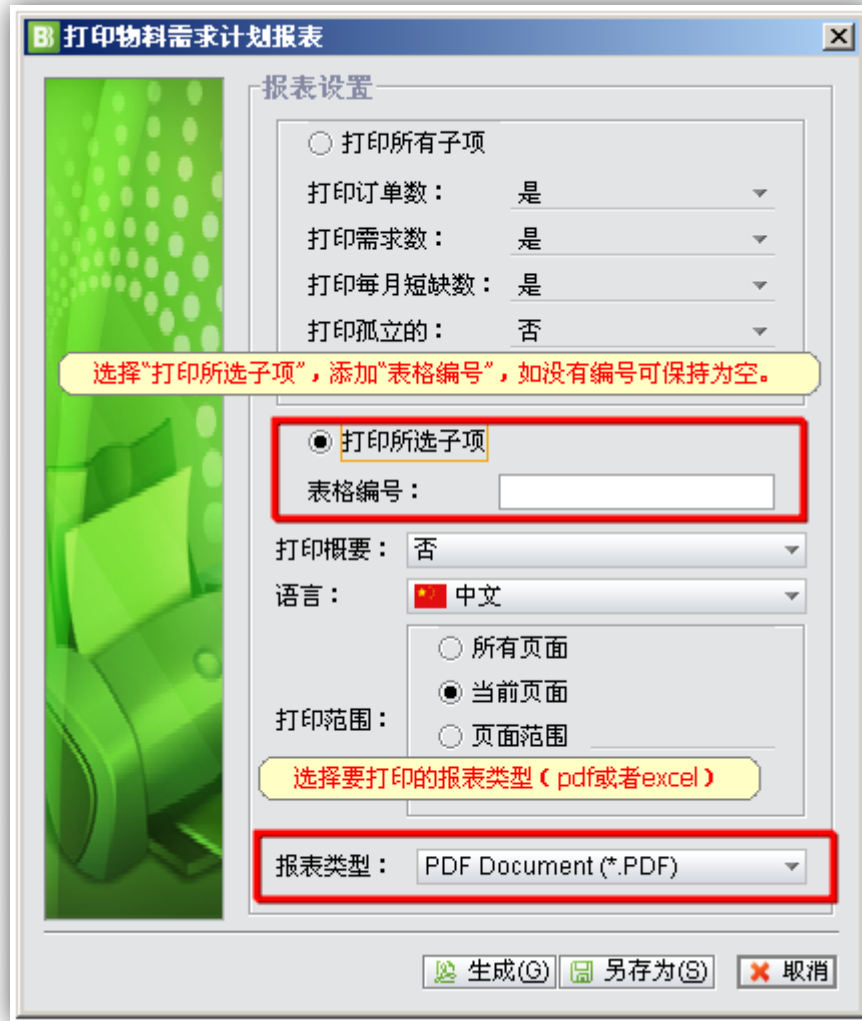 打印物料需求计划报表
报表设置
打印所有子项
打印订单数： 是
打印需求数： 是
打印每月短缺数： 是
打印孤立的： 否
选择“打印所选子项”，添加“表格编号”，如没有编号可保持为空。
打印所选子项
表格编号：
打印概要： 否
语言： 中文
所有页面
当前页面
打印范围：
页面范围
选择要打印的报表类型（pdf或者excel）
报表类型： PDF Document (*.PDF)
生成(G) 另存为(S) 取消